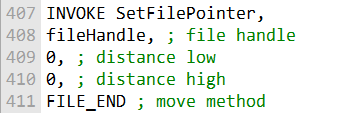 407 INVOKE SetFilePointer,
408 fileHandle, ; file handle
409 0, ; distance low
410 0, ; distance high
411 FILE_END ; move method